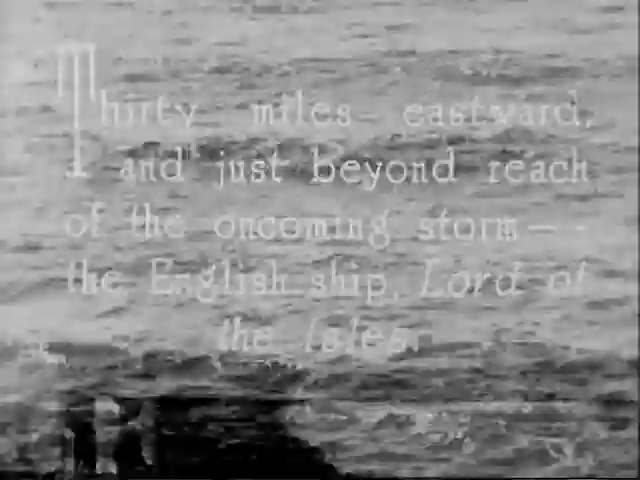 Thirty miles eastward,
and just beyond reach
of the oncoming storm--
the English ship, Lord of
the Isles.